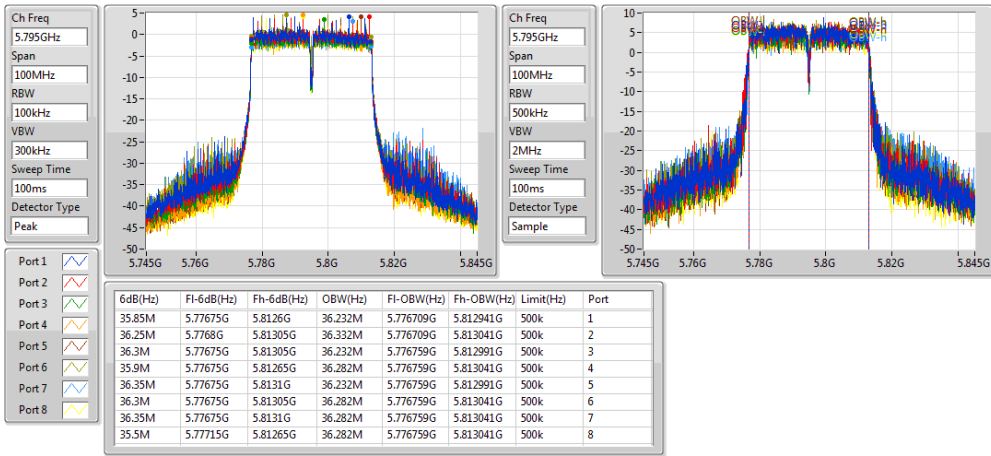 Ch Freq
5.795GHz
Span
100MHz
RBW
100kHz
VBW
300kHz
Sweep Time
100ms
Detector Type
Peak
5
0
-5
-10
-15
-20
-25
-30
-35
-40
-45
-50
5.745G 5.76G 5.78G 5.8G 5.82G 5.845G
Ch Freq
5.795GHz
Span
100MHz
RBW
500kHz
VBW
2MHz
Sweep Time
100ms
Detector Type
Sample
10
5
0
-5
-10
-15
-20
-25
-30
-35
-40
-45
-50
5.745G 5.76G 5.78G 5.8G 5.82G 5.845G
OBW-h
Port 1
Port 2
Port 3
Port 4
Port 5
Port 6
Port 7
Port 8
6dB(Hz) Fl-6dB(Hz) Fh-6dB(Hz) OBW(Hz) Fl-OBW(Hz) Fh-OBW(Hz) Limit(Hz) Port
35.85M 5.77675G 5.8126G 36.232M 5.776709G 5.812941G 500k 1
36.25M 5.7768G 5.81305G 36.332M 5.776709G 5.813041G 500k 2
36.3M 5.77675G 5.81305G 36.232M 5.776759G 5.812991G 500k 3
35.9M 5.77675G 5.81265G 36.282M 5.776759G 5.813041G 500k 4
36.35M 5.77675G 5.8131G 36.232M 5.776759G 5.812991G 500k 5
36.3M 5.77675G 5.81305G 36.282M 5.776759G 5.813041G 500k 6
36.35M 5.77675G 5.8131G 36.282M 5.776759G 5.813041G 500k 7
35.5M 5.77715G 5.81265G 36.282M 5.776759G 5.813041G 500k 8